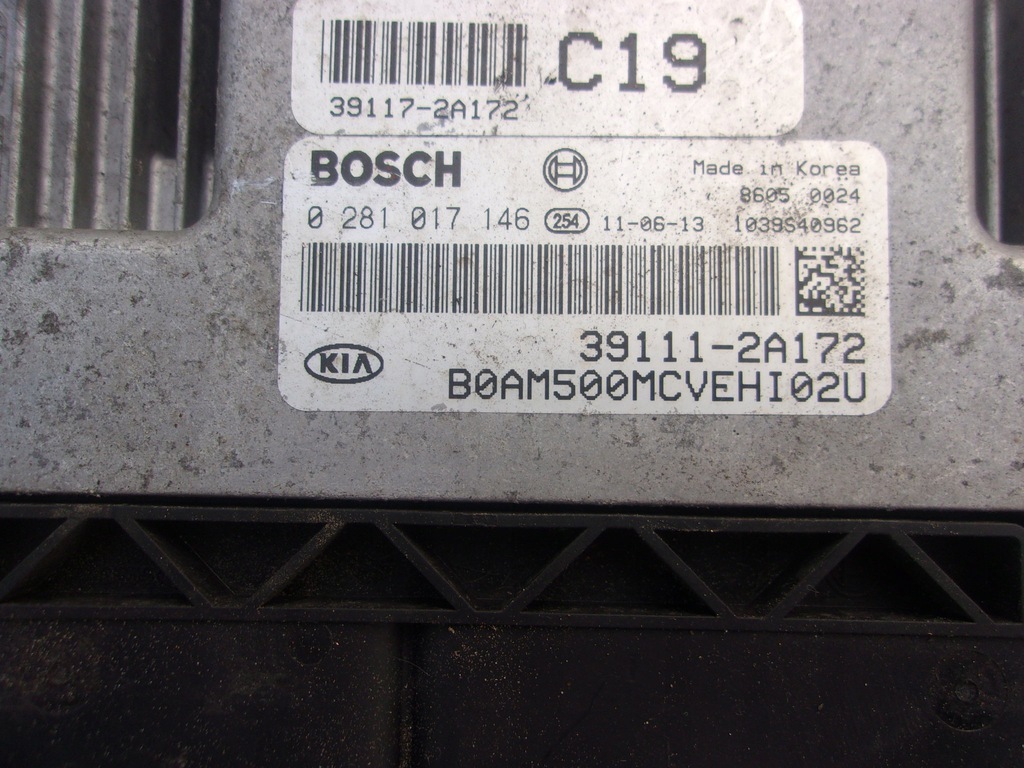 C19
39117-2A172
BOSCH
Made in Korea
8605 0024
0 281 017 146 254 11-06-13 1039S40962
39111-2A172
KIA
B0AM500MCVEHI02U